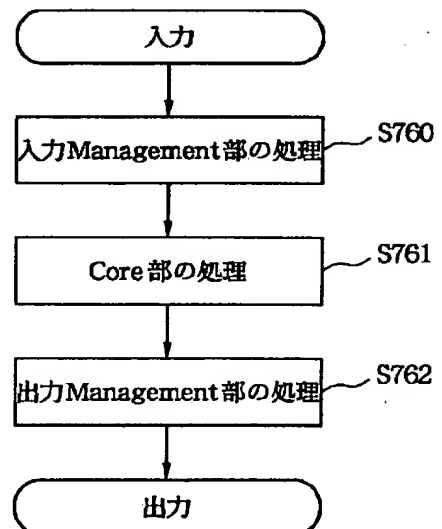 入力
入力Management部の処理
S760
Core部の処理
S761
出力Management部の処理
S762
出力